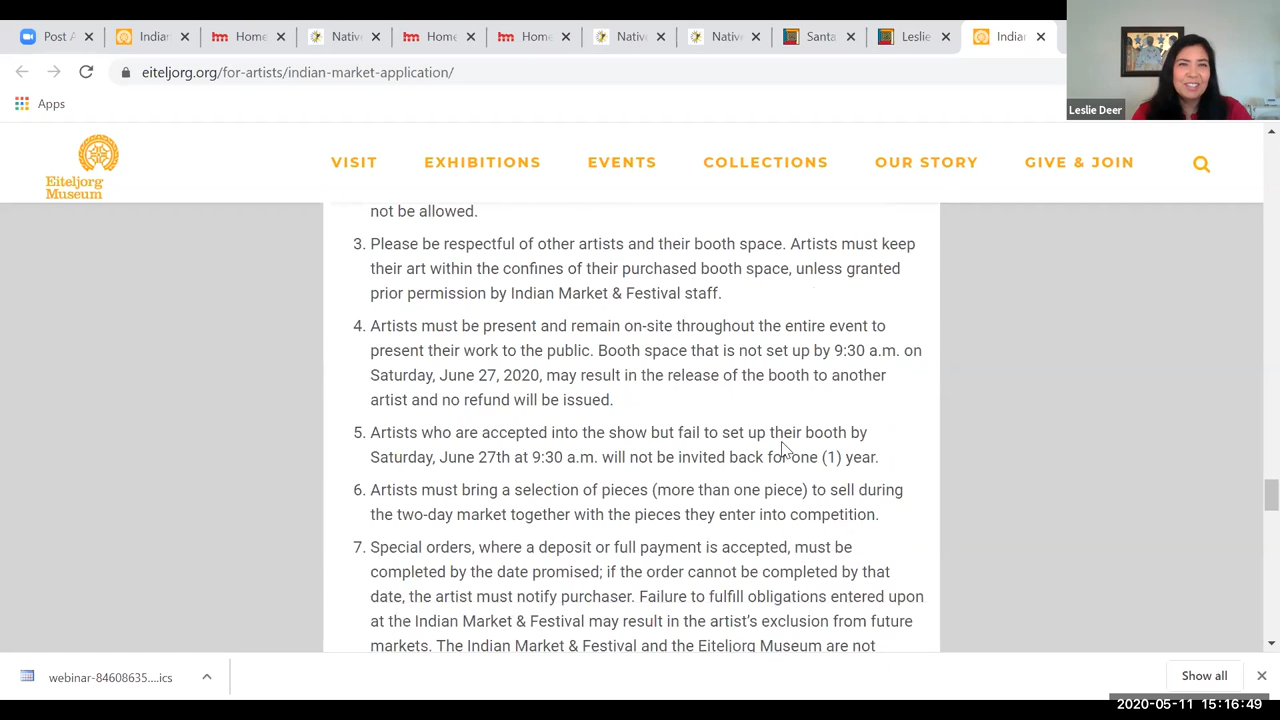 Post A
Indian
Home
Nativ
Home
Home
Nativ
Nativ
Santa
Leslie
Indian
eiteljorg.org/for-artists/indian-market-application/
Apps
Leslie Deer
Eiteljorg
Museum
VISIT
EXHIBITIONS
EVENTS
COLLECTIONS
OUR STORY
GIVE & JOIN
not be allowed.
3. Please be respectful of other artists and their booth space. Artists must keep
their art within the confines of their purchased booth space, unless granted
prior permission by Indian Market & Festival staff.
4. Artists must be present and remain on-site throughout the entire event to
present their work to the public. Booth space that is not set up by 9:30 a.m. on
Saturday, June 27, 2020, may result in the release of the booth to another
artist and no refund will be issued.
5. Artists who are accepted into the show but fail to set up their booth by
Saturday, June 27th at 9:30 a.m. will not be invited back for one (1) year.
6. Artists must bring a selection of pieces (more than one piece) to sell during
the two-day market together with the pieces they enter into competition.
7. Special orders, where a deposit or full payment is accepted, must be
completed by the date promised; if the order cannot be completed by that
date, the artist must notify purchaser. Failure to fulfill obligations entered upon
at the Indian Market & Festival may result in the artist's exclusion from future
markets. The Indian Market & Festival and the Eiteljorg Museum are not
webinar-84608635....ics
Show all
2020-05-11 15:16:49